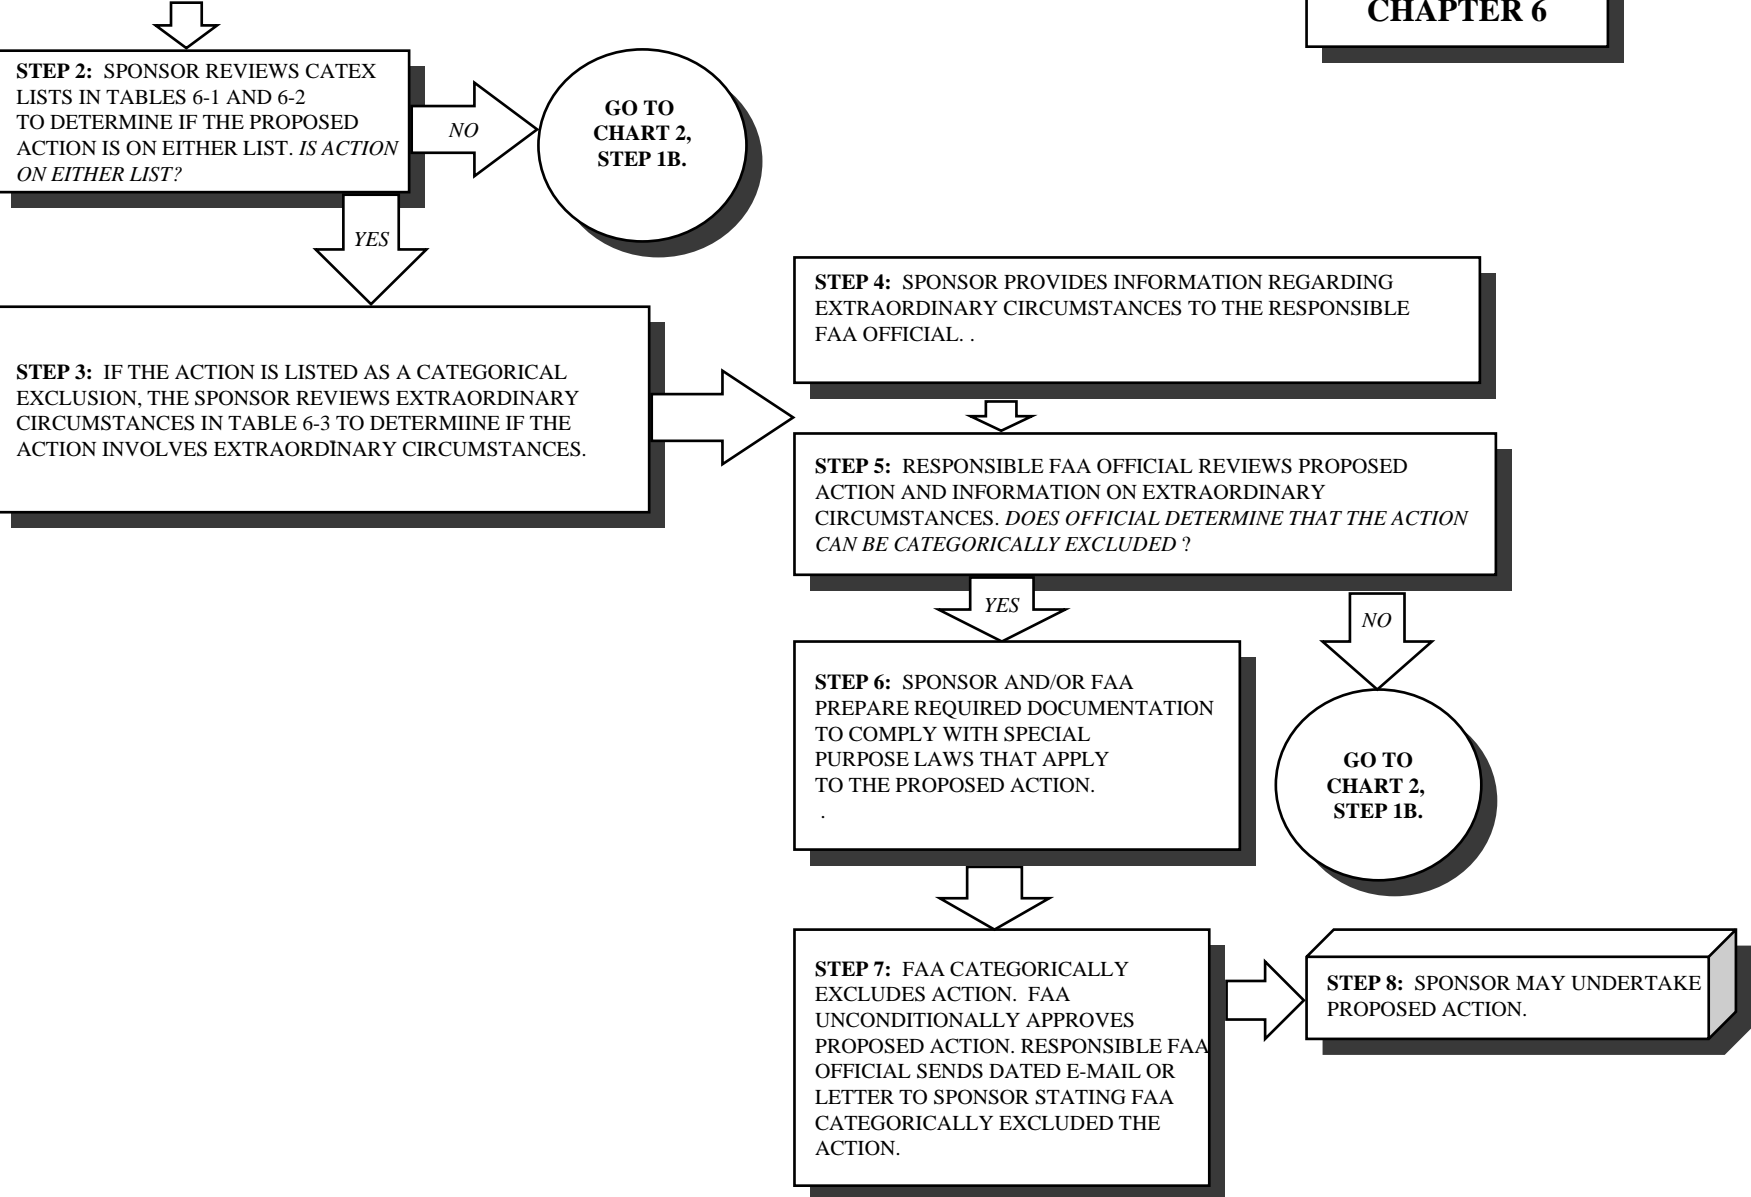 CHAPTER 6
STEP 2: SPONSOR REVIEWS CATEX
LISTS IN TABLES 6-1 AND 6-2
TO DETERMINE IF THE PROPOSED
ACTION IS ON EITHER LIST. IS ACTION
ON EITHER LIST?
NO
GO TO
CHART 2,
STEP 1B.
YES
STEP 3: IF THE ACTION IS LISTED AS A CATEGORICAL
EXCLUSION, THE SPONSOR REVIEWS EXTRAORDINARY
CIRCUMSTANCES IN TABLE 6-3 TO DETERMIINE IF THE
ACTION INVOLVES EXTRAORDINARY CIRCUMSTANCES.
STEP 4: SPONSOR PROVIDES INFORMATION REGARDING
EXTRAORDINARY CIRCUMSTANCES TO THE RESPONSIBLE
FAA OFFICIAL. .
STEP 5: RESPONSIBLE FAA OFFICIAL REVIEWS PROPOSED
ACTION AND INFORMATION ON EXTRAORDINARY
CIRCUMSTANCES. DOES OFFICIAL DETERMINE THAT THE ACTION
CAN BE CATEGORICALLY EXCLUDED ?
YES
NO
STEP 6: SPONSOR AND/OR FAA
PREPARE REQUIRED DOCUMENTATION
TO COMPLY WITH SPECIAL
PURPOSE LAWS THAT APPLY
TO THE PROPOSED ACTION.
.
GO TO
CHART 2,
STEP 1B.
STEP 7: FAA CATEGORICALLY
EXCLUDES ACTION. FAA
UNCONDITIONALLY APPROVES
PROPOSED ACTION. RESPONSIBLE FAA
OFFICIAL SENDS DATED E-MAIL OR
LETTER TO SPONSOR STATING FAA
CATEGORICALLY EXCLUDED THE
ACTION.
STEP 8: SPONSOR MAY UNDERTAKE
PROPOSED ACTION.